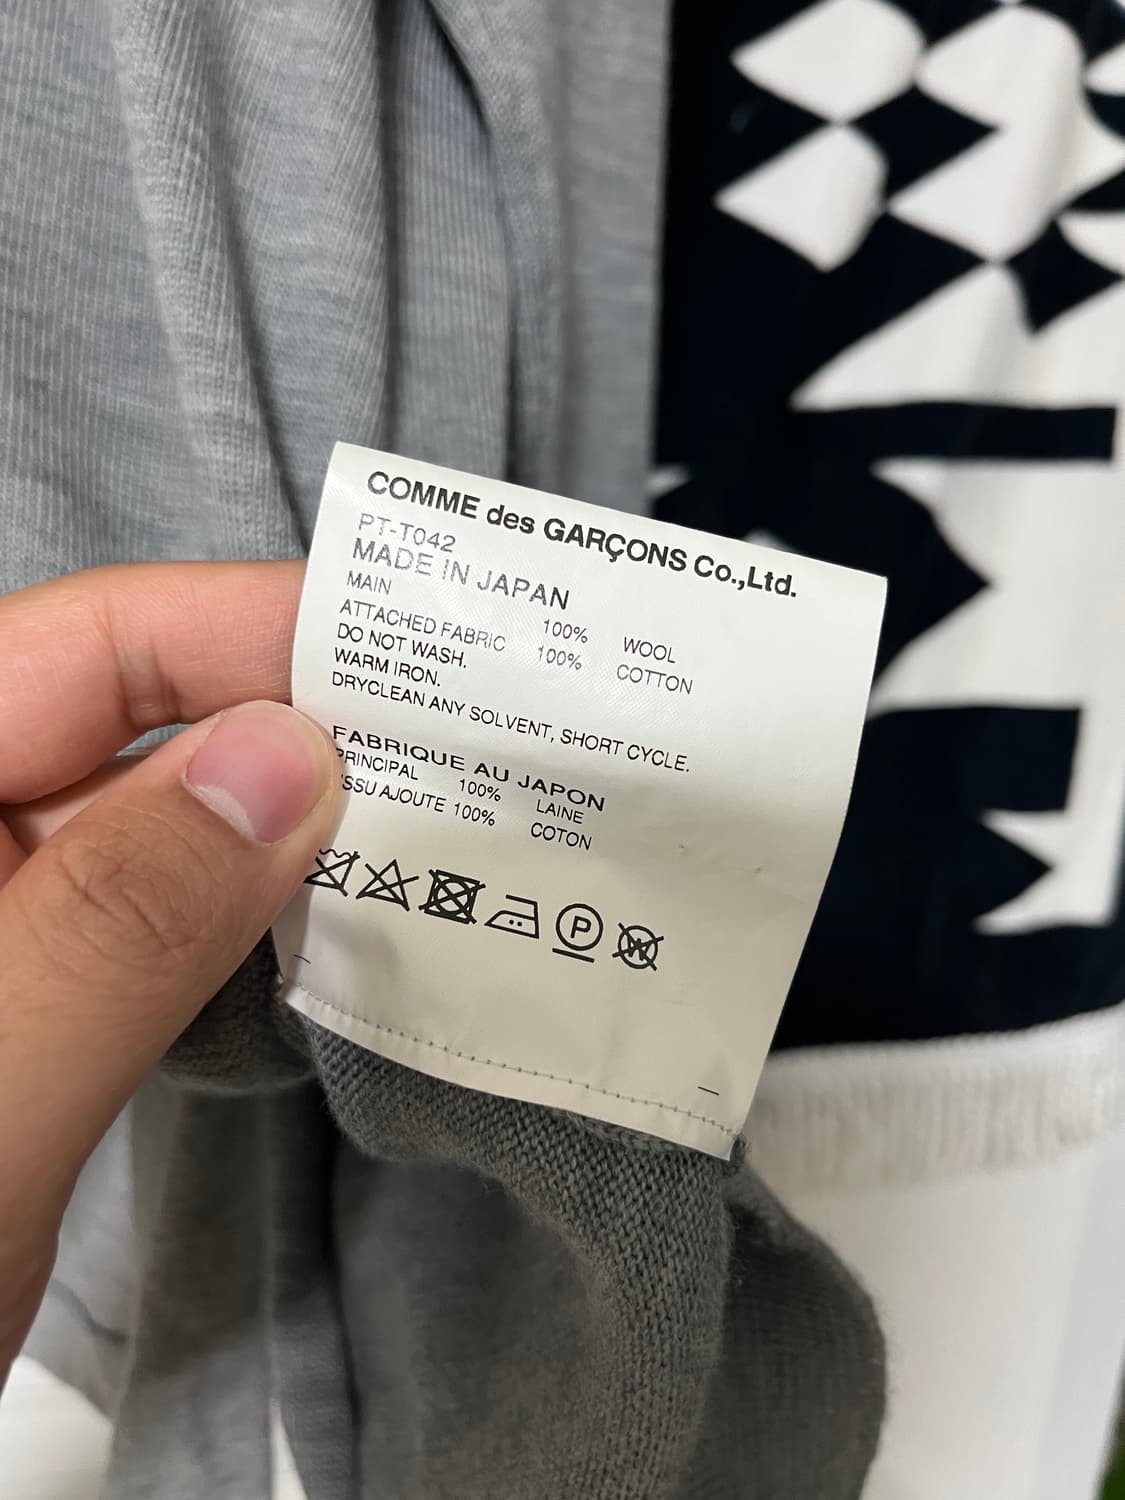 COMME des GARÇONS Co.,Ltd.
PT-T042
MADE IN JAPAN
MAIN 100% WOOL
ATTACHED FABRIC 100% COTTON
DO NOT WASH.
WARM IRON.
DRYCLEAN ANY SOLVENT, SHORT CYCLE.
FABRIQUE AU JAPON
PRINCIPAL 100% LAINE
ISSU AJOUTE 100% COTON
P
W